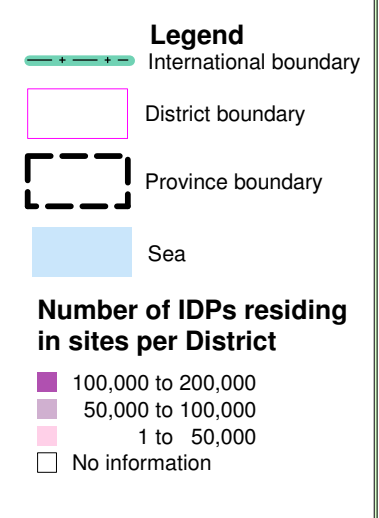 Legend
International boundary
District boundary
Province boundary
Sea
Number of IDPs residing
in sites per District
100,000 to 200,000
50,000 to 100,000
1 to 50,000
No information